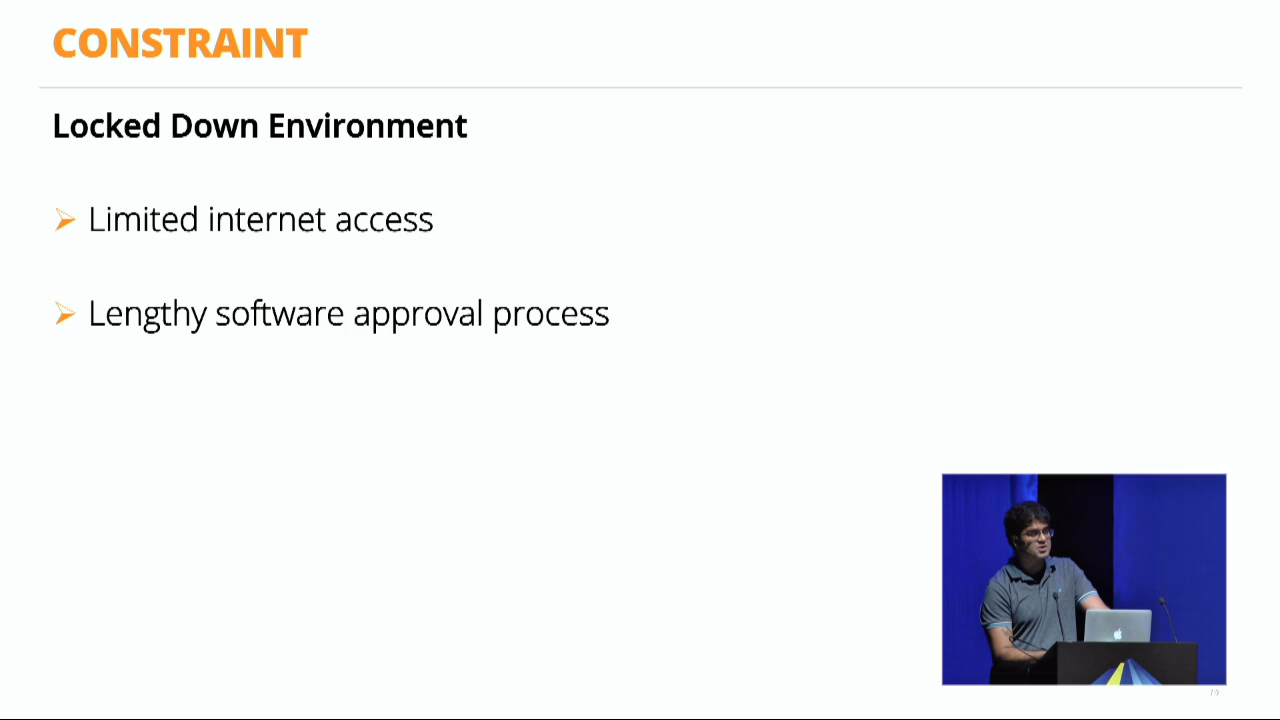 CONSTRAINT
Locked Down Environment
Limited internet access
Lengthy software approval process